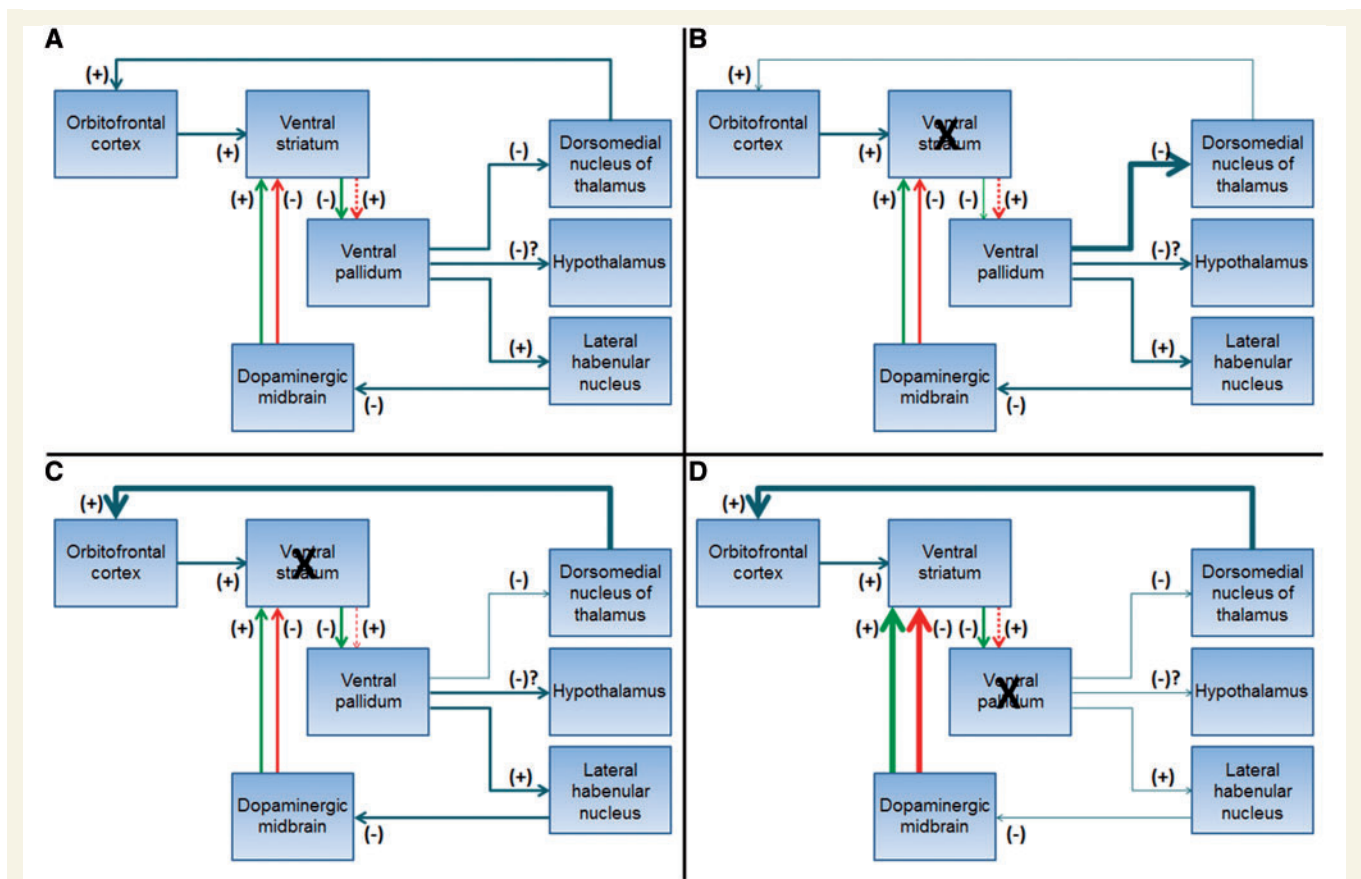 A
(+)
Orbitofrontal
cortex
(+)
Ventral
striatum
(+)
(-)
(-)
(+)
Ventral
pallidum
(-)
Dorsomedial
nucleus of
thalamus
(-)?
Hypothalamus
(+)
Lateral
habenular
nucleus
Dopaminergic
midbrain
(-)
B
(+)
Orbitofrontal
cortex
(+)
Ventral
striatum
X
(+)
(-)
(-)
(+)
Ventral
pallidum
(-)
Dorsomedial
nucleus of
thalamus
(-)?
Hypothalamus
(+)
Lateral
habenular
nucleus
Dopaminergic
midbrain
(-)
C
(+)
Orbitofrontal
cortex
(+)
Ventral
striatum
X
(+)
(-)
(-)
(+)
Ventral
pallidum
(-)
Dorsomedial
nucleus of
thalamus
(-)?
Hypothalamus
(+)
Lateral
habenular
nucleus
Dopaminergic
midbrain
(-)
D
(+)
Orbitofrontal
cortex
(+)
Ventral
striatum
(+)
(-)
(-)
(+)
Ventral
pallidum
X
(-)
Dorsomedial
nucleus of
thalamus
(-)?
Hypothalamus
(+)
Lateral
habenular
nucleus
Dopaminergic
midbrain
(-)